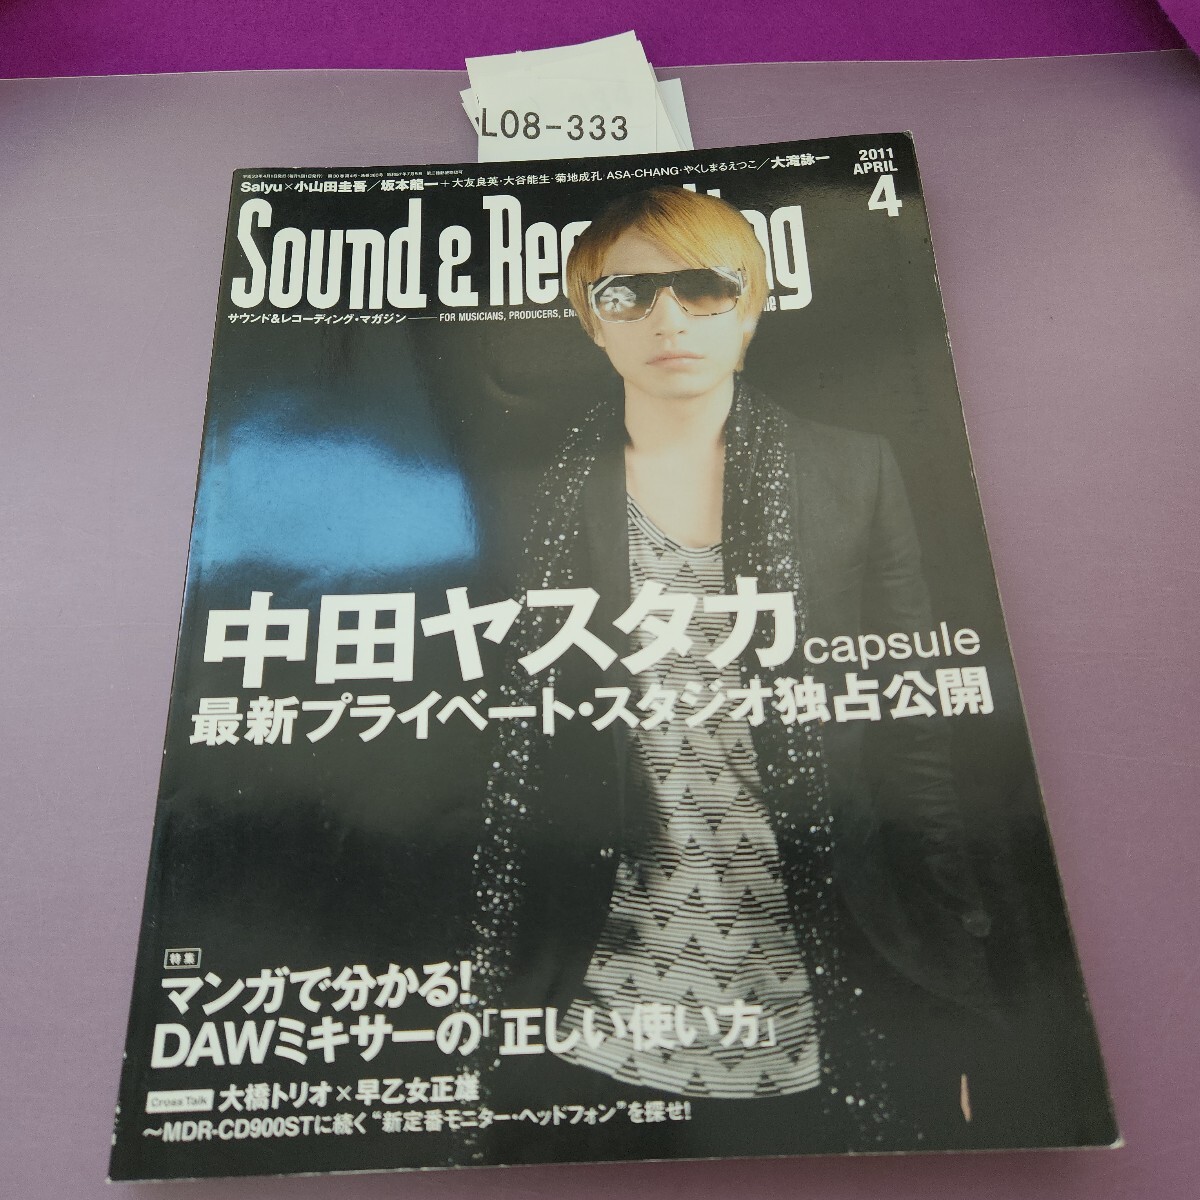 L08-333
Salyu×小山田圭吾／坂本龍一＋大友良英・大谷能生・菊地成孔・ASA-CHANG・やくしまるえつこ／大滝詠一
2011
APRIL
4
Sound & Rec ing
サウンド&レコーディング・マガジン
FOR MUSICIANS, PRODUCERS, EN
中田ヤスタカ capsule
最新プライベート・スタジオ独占公開
特集
マンガで分かる!
DAWミキサーの「正しい使い方」
Cross Talk 大橋トリオ×早乙女正雄
〜MDR-CD900STに続く“新定番モニター・ヘッドフォン”を探せ!